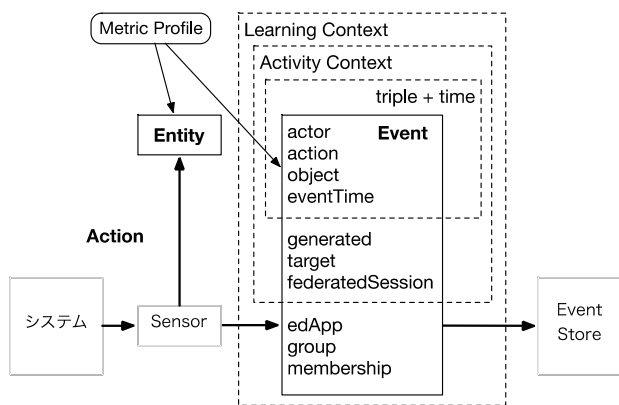 Metric Profile
Learning Context
Activity Context
triple + time
Entity
actor
Event
action
object
eventTime
Action
generated
target
federatedSession
システム
Sensor
edApp
group
membership
Event
Store